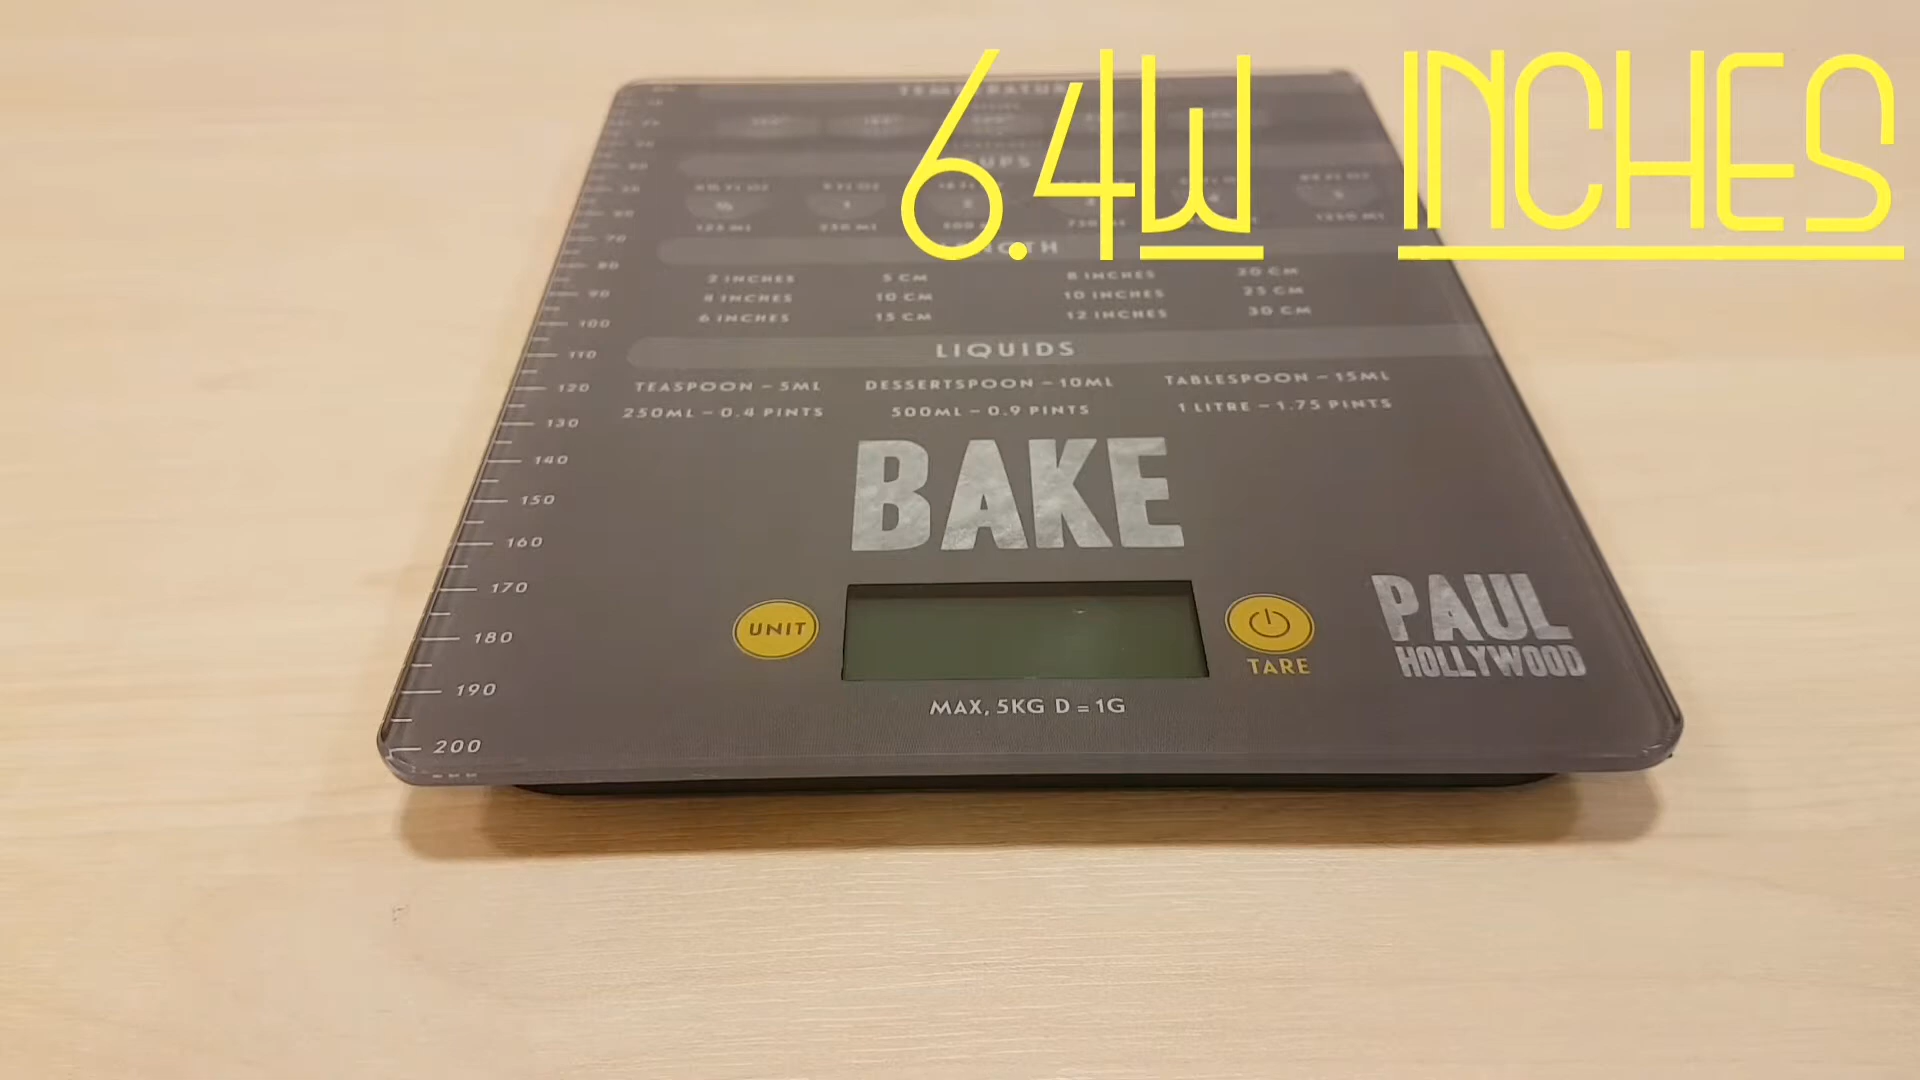 6.4W INCHES
LENGTH
2 INCHES 5 CM 8 INCHES 20 CM
4 INCHES 10 CM 10 INCHES 25 CM
6 INCHES 15 CM 12 INCHES 30 CM
LIQUIDS
TEASPOON – 5ML DESSERTSPOON – 10ML TABLESPOON – 15ML
250ML – 0.4 PINTS 500ML – 0.9 PINTS 1 LITRE – 1.75 PINTS
BAKE
UNIT
TARE
PAUL
HOLLYWOOD
MAX, 5KG D = 1G
70
80
90
100
110
120
130
140
150
160
170
180
190
200